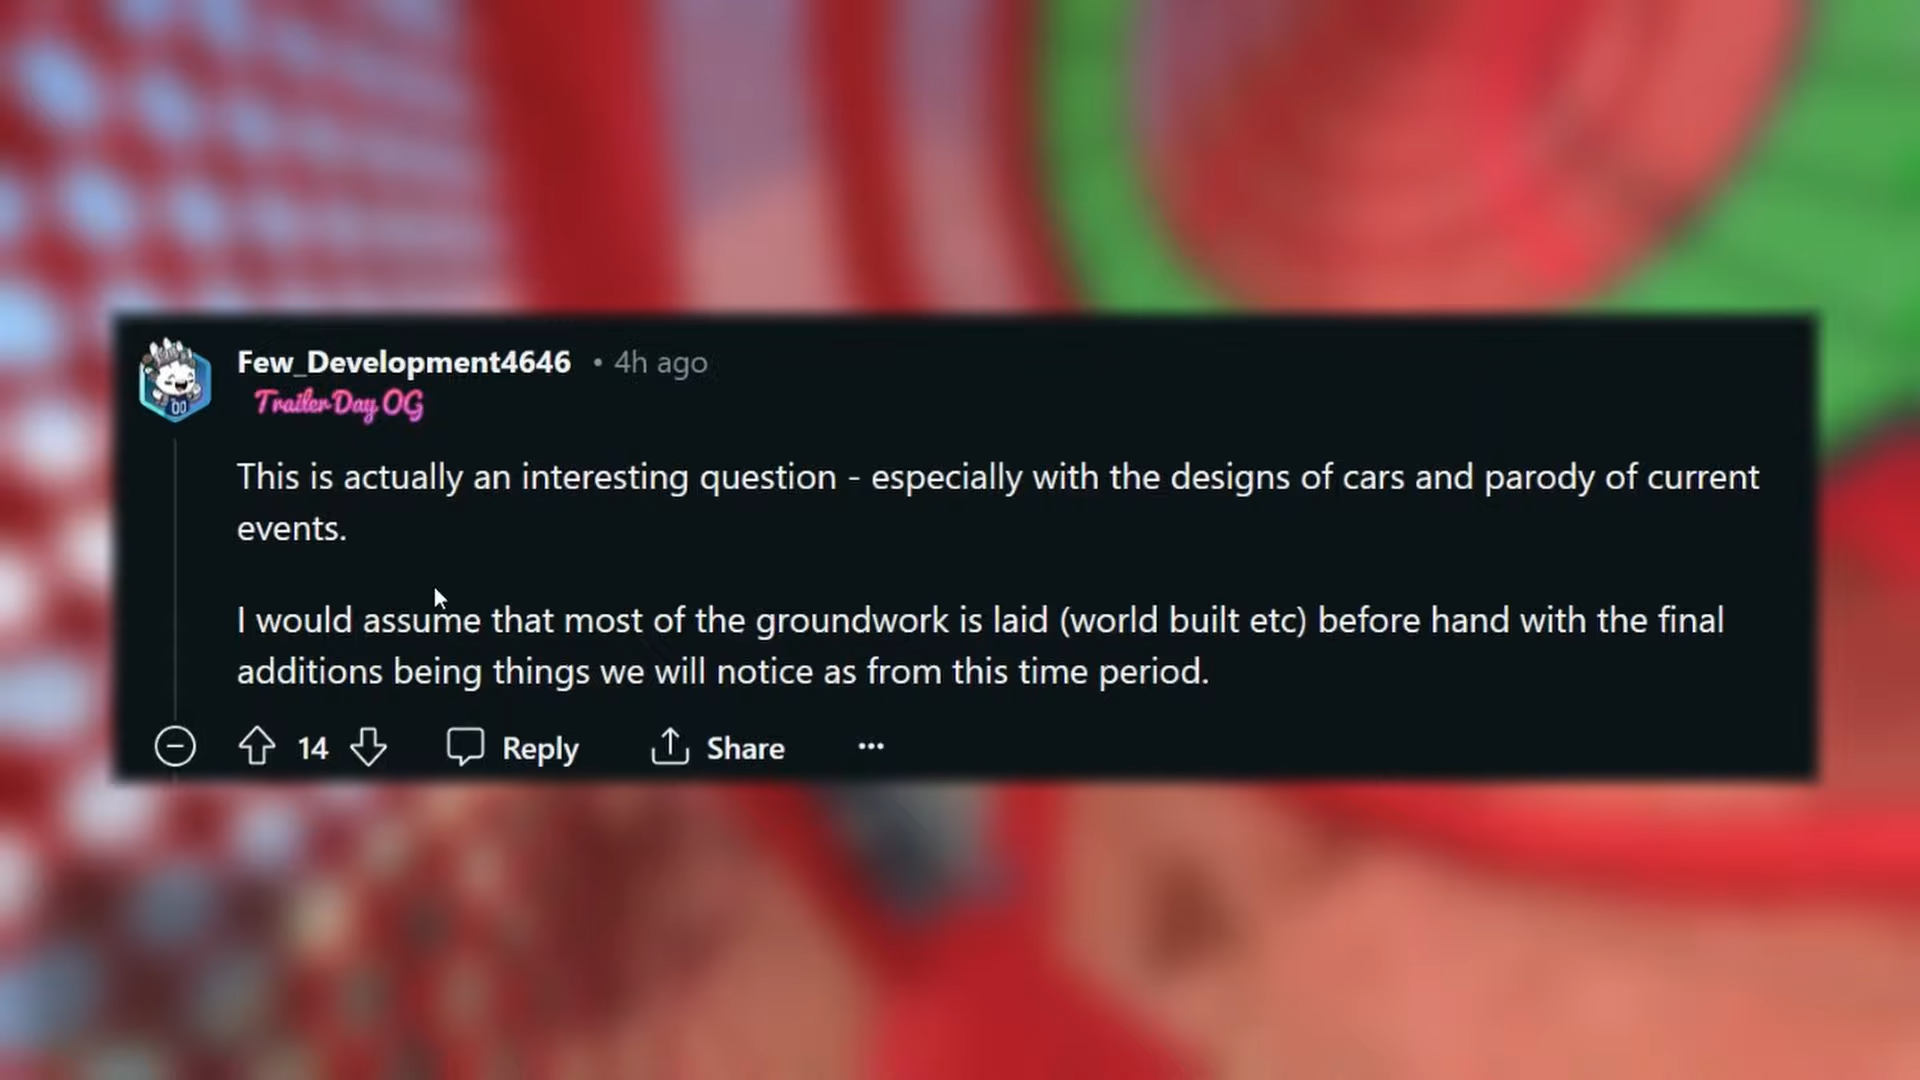 Few_Development4646 • 4h ago
Trailer Day OG
This is actually an interesting question - especially with the designs of cars and parody of current
events.
I would assume that most of the groundwork is laid (world built etc) before hand with the final
additions being things we will notice as from this time period.
14 Reply Share ...